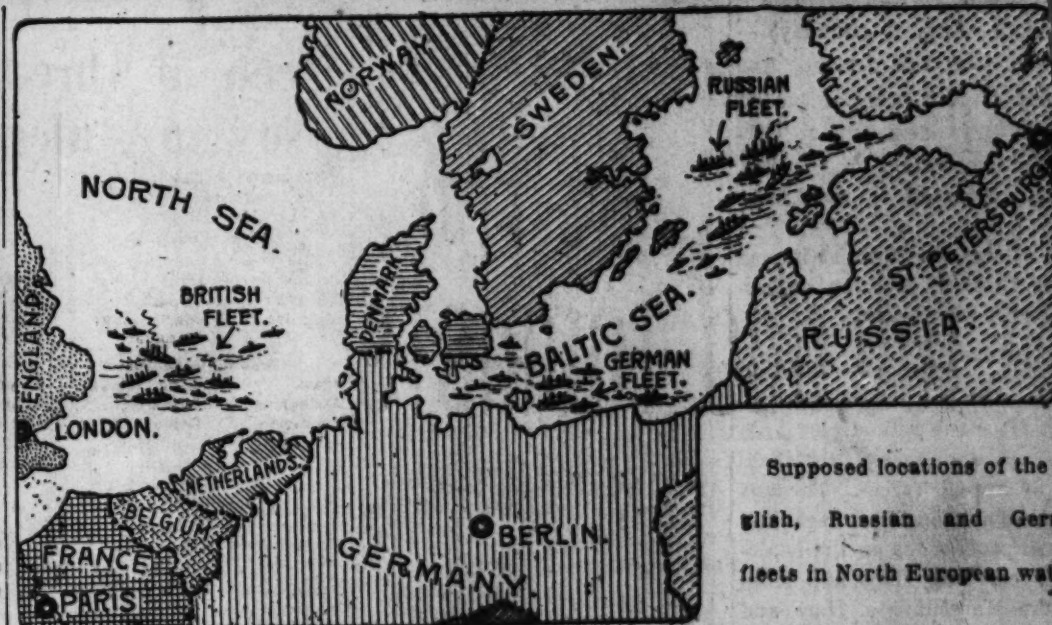 NORWAY
SWEDEN.
RUSSIAN
FLEET.
NORTH SEA.
ST. PETERSBURG
DENMARK
BRITISH
FLEET.
ENGLAND
BALTIC SEA.
RUSSIA.
GERMAN
FLEET.
LONDON.
NETHERLANDS.
BELGIUM
FRANCE
PARIS
BERLIN.
GERMANY
Supposed locations of the
glish, Russian and Ger
fleets in North European wa